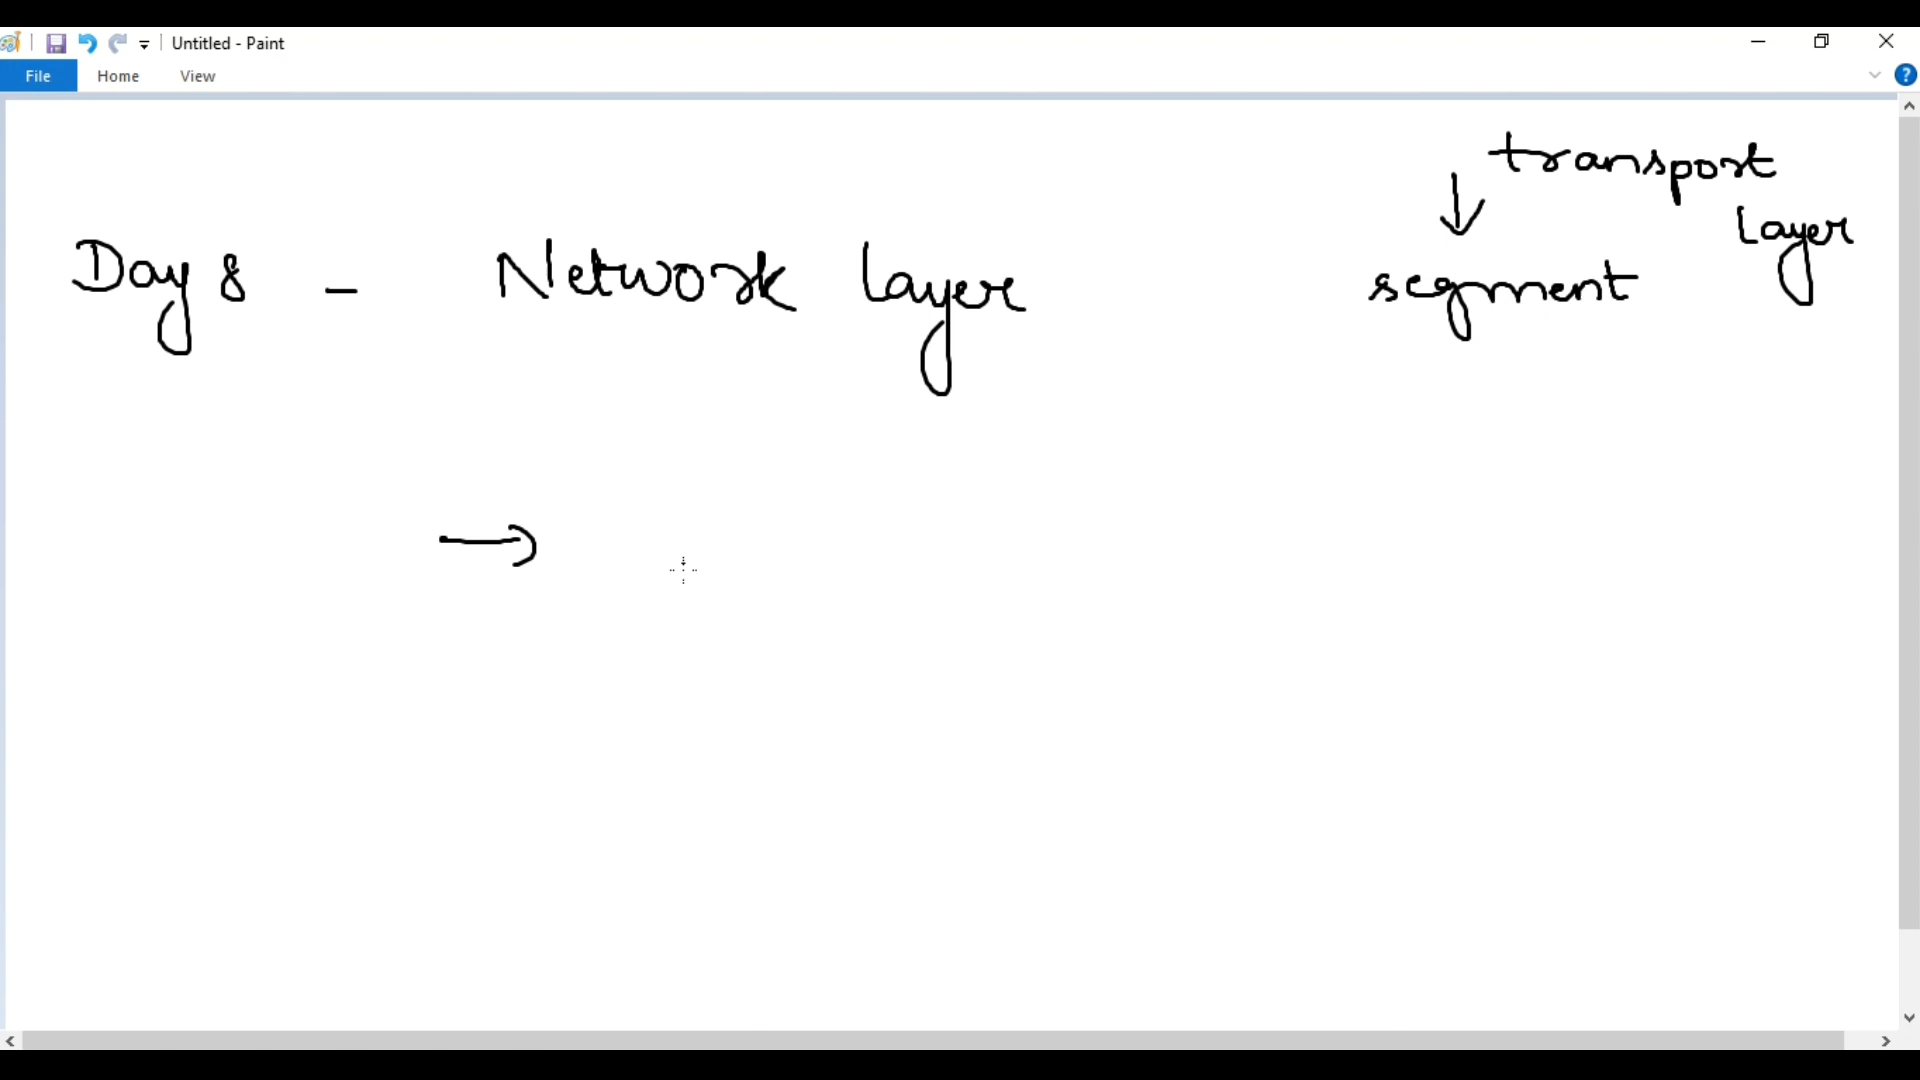 Untitled - Paint
File Home View
transport
Layer
Day 8 - Network Layer
segment